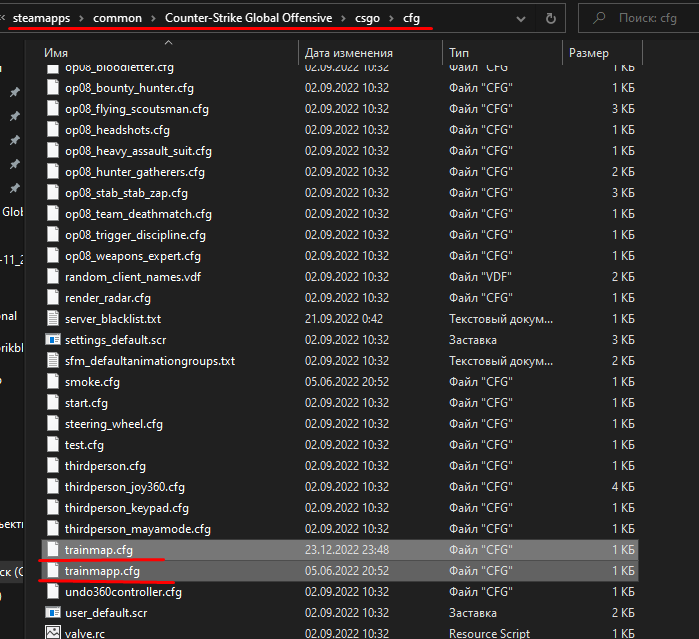 steamapps > common > Counter-Strike Global Offensive > csgo > cfg Поиск: cfg
Имя Дата изменения Тип Размер
op08_bloodletter.cfg 02.09.2022 10:32 Файл "CFG" 1 КБ
op08_bounty_hunter.cfg 02.09.2022 10:32 Файл "CFG" 1 КБ
op08_flying_scoutsman.cfg 02.09.2022 10:32 Файл "CFG" 3 КБ
op08_headshots.cfg 02.09.2022 10:32 Файл "CFG" 1 КБ
op08_heavy_assault_suit.cfg 02.09.2022 10:32 Файл "CFG" 1 КБ
op08_hunter_gatherers.cfg 02.09.2022 10:32 Файл "CFG" 2 КБ
op08_stab_stab_zap.cfg 02.09.2022 10:32 Файл "CFG" 3 КБ
op08_team_deathmatch.cfg 02.09.2022 10:32 Файл "CFG" 1 КБ
op08_trigger_discipline.cfg 02.09.2022 10:32 Файл "CFG" 1 КБ
op08_weapons_expert.cfg 02.09.2022 10:32 Файл "CFG" 1 КБ
random_client_names.vdf 02.09.2022 10:32 Файл "VDF" 2 КБ
render_radar.cfg 02.09.2022 10:32 Файл "CFG" 1 КБ
server_blacklist.txt 21.09.2022 0:42 Текстовый докум... 1 КБ
settings_default.scr 02.09.2022 10:32 Заставка 3 КБ
sfm_defaultanimationgroups.txt 02.09.2022 10:32 Текстовый докум... 2 КБ
smoke.cfg 05.06.2022 20:52 Файл "CFG" 1 КБ
start.cfg 02.09.2022 10:32 Файл "CFG" 1 КБ
steering_wheel.cfg 02.09.2022 10:32 Файл "CFG" 1 КБ
test.cfg 02.09.2022 10:32 Файл "CFG" 1 КБ
thirdperson.cfg 02.09.2022 10:32 Файл "CFG" 1 КБ
thirdperson_joy360.cfg 02.09.2022 10:32 Файл "CFG" 4 КБ
thirdperson_keypad.cfg 02.09.2022 10:32 Файл "CFG" 1 КБ
thirdperson_mayamode.cfg 02.09.2022 10:32 Файл "CFG" 1 КБ
trainmap.cfg 23.12.2022 23:48 Файл "CFG" 1 КБ
trainmapp.cfg 05.06.2022 20:52 Файл "CFG" 1 КБ
undo360controller.cfg 02.09.2022 10:32 Файл "CFG" 1 КБ
user_default.scr 02.09.2022 10:32 Заставка 2 КБ
valve.rc 02.09.2022 10:32 Resource Script 1 КБ